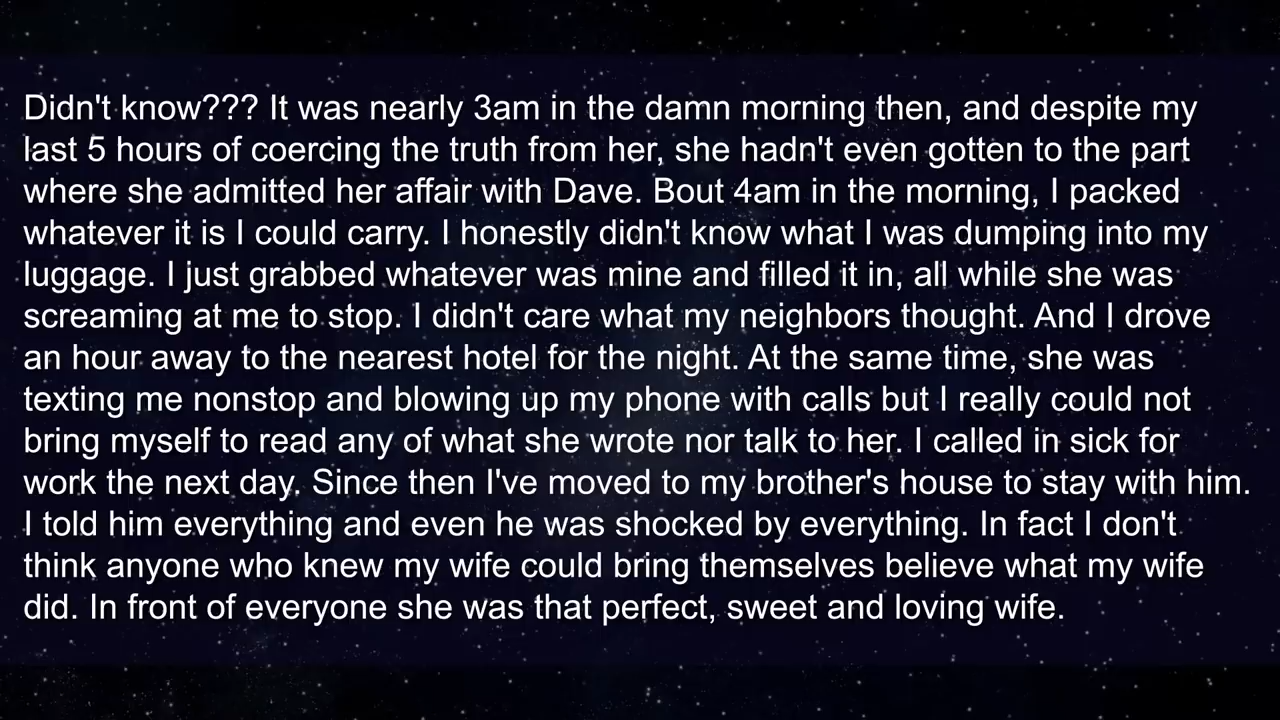 Didn't know??? It was nearly 3am in the damn morning then, and despite my
last 5 hours of coercing the truth from her, she hadn't even gotten to the part
where she admitted her affair with Dave. Bout 4am in the morning, I packed
whatever it is I could carry. I honestly didn't know what I was dumping into my
luggage. I just grabbed whatever was mine and filled it in, all while she was
screaming at me to stop. I didn't care what my neighbors thought. And I drove
an hour away to the nearest hotel for the night. At the same time, she was
texting me nonstop and blowing up my phone with calls but I really could not
bring myself to read any of what she wrote nor talk to her. I called in sick for
work the next day. Since then I've moved to my brother's house to stay with him.
I told him everything and even he was shocked by everything. In fact I don't
think anyone who knew my wife could bring themselves believe what my wife
did. In front of everyone she was that perfect, sweet and loving wife.